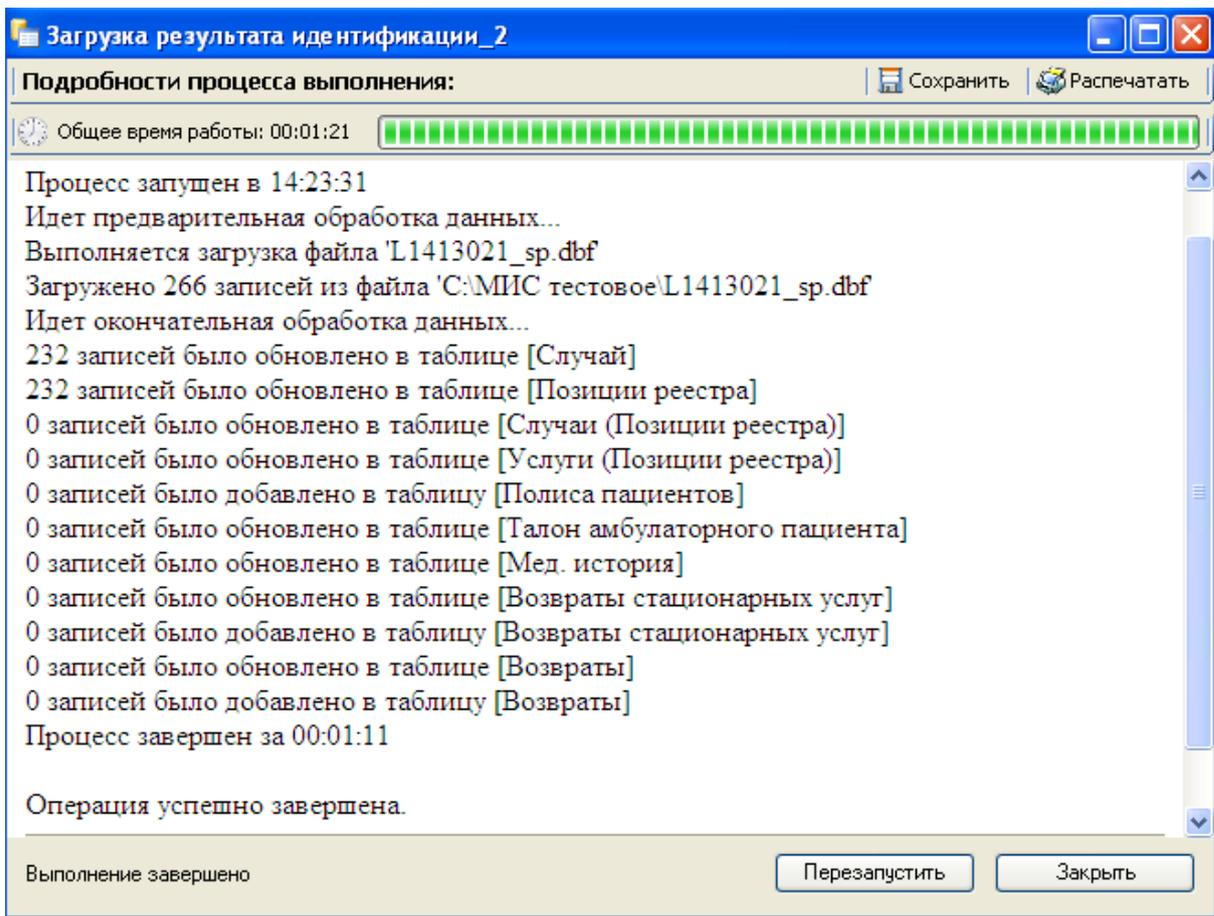 Загрузка результата идентификации_2
Подробности процесса выполнения:
Сохранить
Распечатать
Общее время работы: 00:01:21
Процесс запущен в 14:23:31
Идет предварительная обработка данных...
Выполняется загрузка файла 'L1413021_sp.dbf'
Загружено 266 записей из файла 'C:\МИС тестовое\L1413021_sp.dbf'
Идет окончательная обработка данных...
232 записей было обновлено в таблице [Случай]
232 записей было обновлено в таблице [Позиции реестра]
0 записей было обновлено в таблице [Случаи (Позиции реестра)]
0 записей было обновлено в таблице [Услуги (Позиции реестра)]
0 записей было добавлено в таблицу [Полиса пациентов]
0 записей было обновлено в таблице [Талон амбулаторного пациента]
0 записей было обновлено в таблице [Мед. история]
0 записей было обновлено в таблице [Возвраты стационарных услуг]
0 записей было добавлено в таблицу [Возвраты стационарных услуг]
0 записей было обновлено в таблице [Возвраты]
0 записей было добавлено в таблицу [Возвраты]
Процесс завершен за 00:01:11
Операция успешно завершена.
Выполнение завершено
Перезапустить
Закрыть